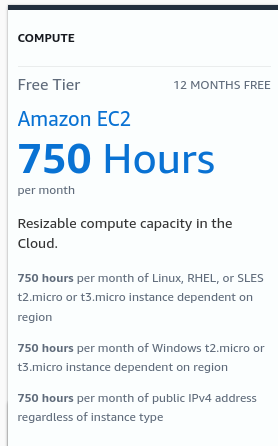 COMPUTE
Free Tier 12 MONTHS FREE
Amazon EC2
750 Hours
per month
Resizable compute capacity in the
Cloud.
750 hours per month of Linux, RHEL, or SLES
t2.micro or t3.micro instance dependent on
region
750 hours per month of Windows t2.micro or
t3.micro instance dependent on region
750 hours per month of public IPv4 address
regardless of instance type